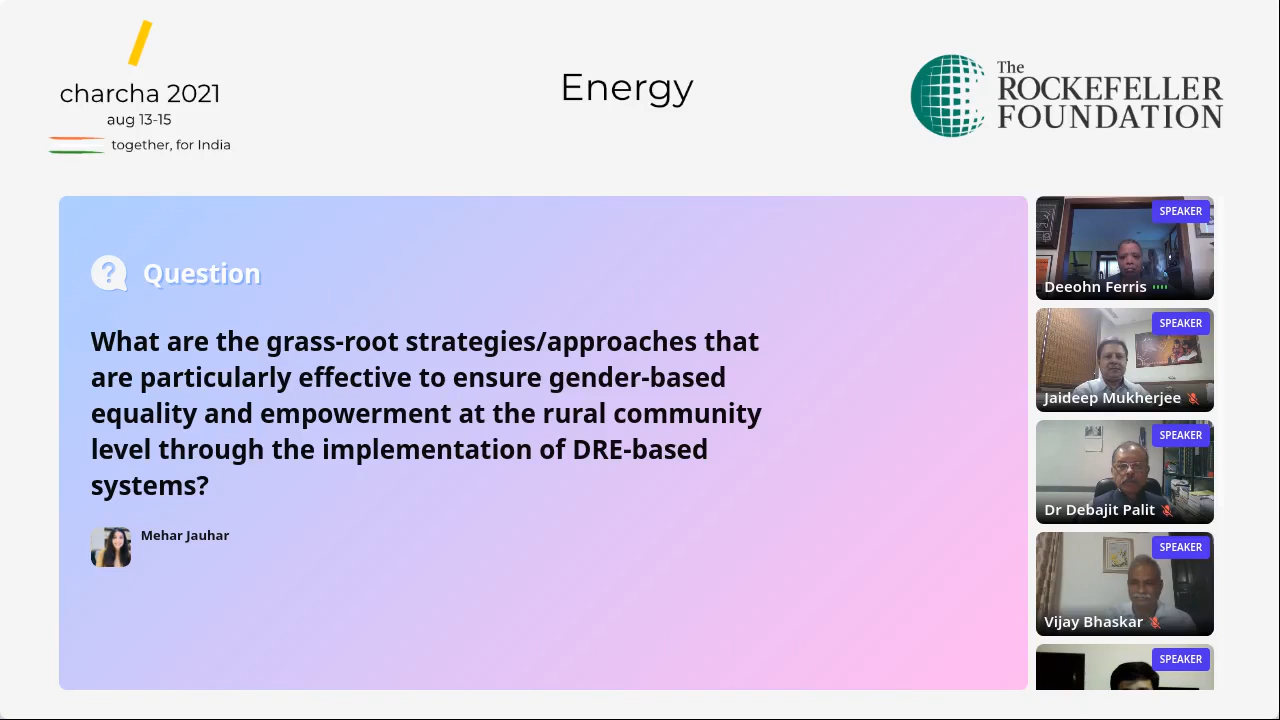 charcha 2021
aug 13-15
together, for India
Energy
The
ROCKEFELLER
FOUNDATION
Question
What are the grass-root strategies/approaches that
are particularly effective to ensure gender-based
equality and empowerment at the rural community
level through the implementation of DRE-based
systems?
Mehar Jauhar
SPEAKER
Deeohn Ferris
SPEAKER
Jaideep Mukherjee
SPEAKER
Dr Debajit Palit
SPEAKER
Vijay Bhaskar
SPEAKER